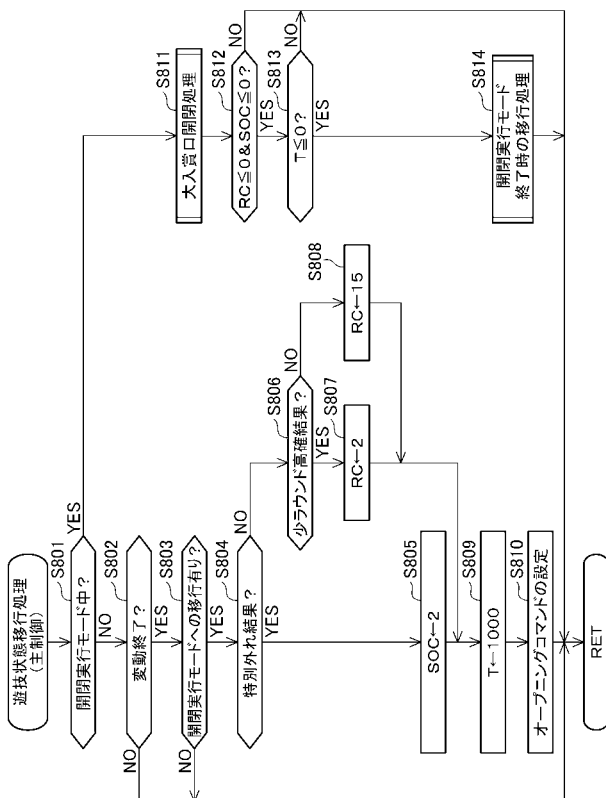 遊技状態移行処理
(主制御)
S801
開閉実行モード中?
YES
NO
S802
変動終了?
NO
YES
S803
開閉実行モードへの移行有り?
NO
YES
S804
特別外れ結果?
NO
YES
S805
SOC←2
S806
少ラウンド高確結果?
NO
YES
S807
RC←2
S808
RC←15
S809
T←1000
S810
オープニングコマンドの設定
S811
大入賞口開閉処理
S812
RC≦0&SOC≦0?
NO
YES
S813
T≦0?
NO
YES
S814
開閉実行モード
終了時の移行処理
RET